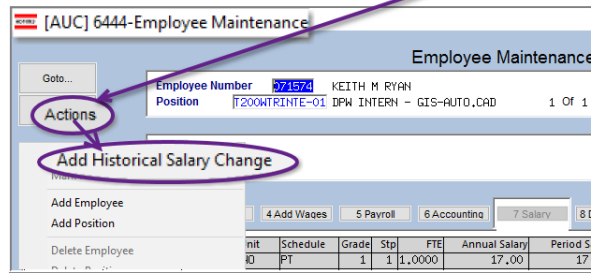 [AUC] 6444-Employee Maintenance
Employee Maintenance
Goto...
Employee Number 071574 KEITH M RYAN
Position T200WTRINTE-01 DPW INTERN - GIS-AUTO.CAD 1 Of 1
Actions
Add Historical Salary Change
Add Employee
Add Position
4 Add Wages 5 Payroll 6 Accounting 7 Salary 8
Schedule Grade Stp FTE Annual Salary Period
Delete Employee
PT 1 1 1.0000 17.00 17